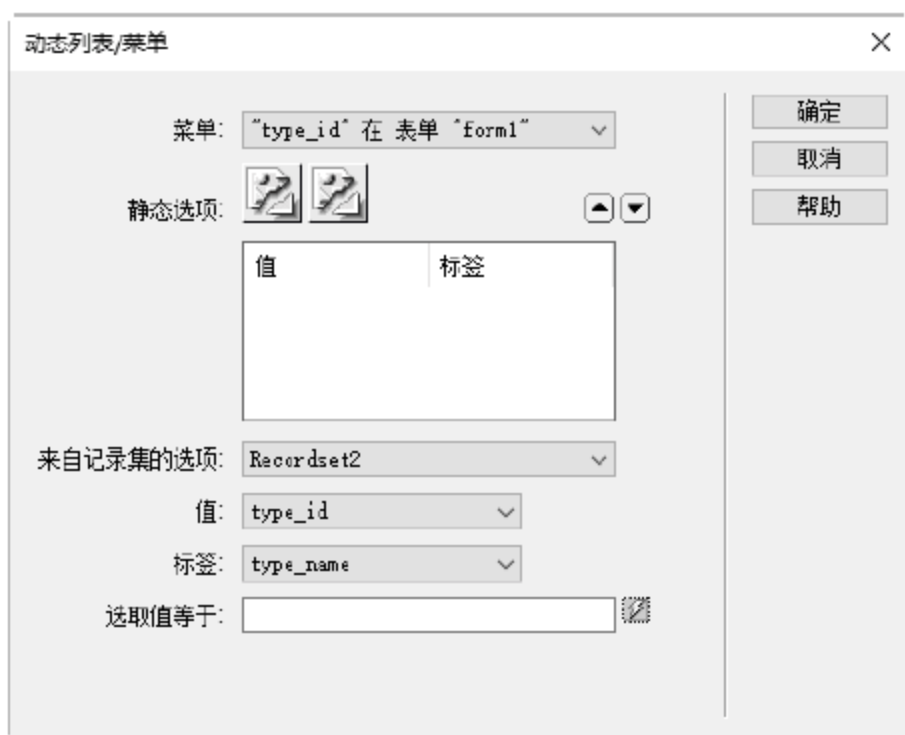 动态列表/菜单
菜单: "type_id" 在 表单 "form1"
静态选项:
值 标签
来自记录集的选项: Recordset2
值: type_id
标签: type_name
选取值等于:
确定
取消
帮助